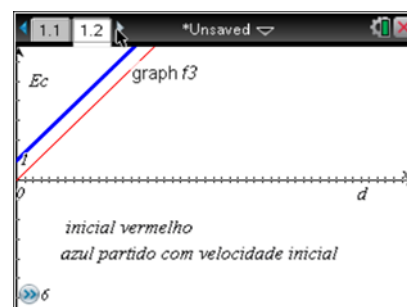 1.1 1.2 *Unsaved
Ec
graph f3
1
0
d
inicial vermelho
azul partido com velocidade inicial
6